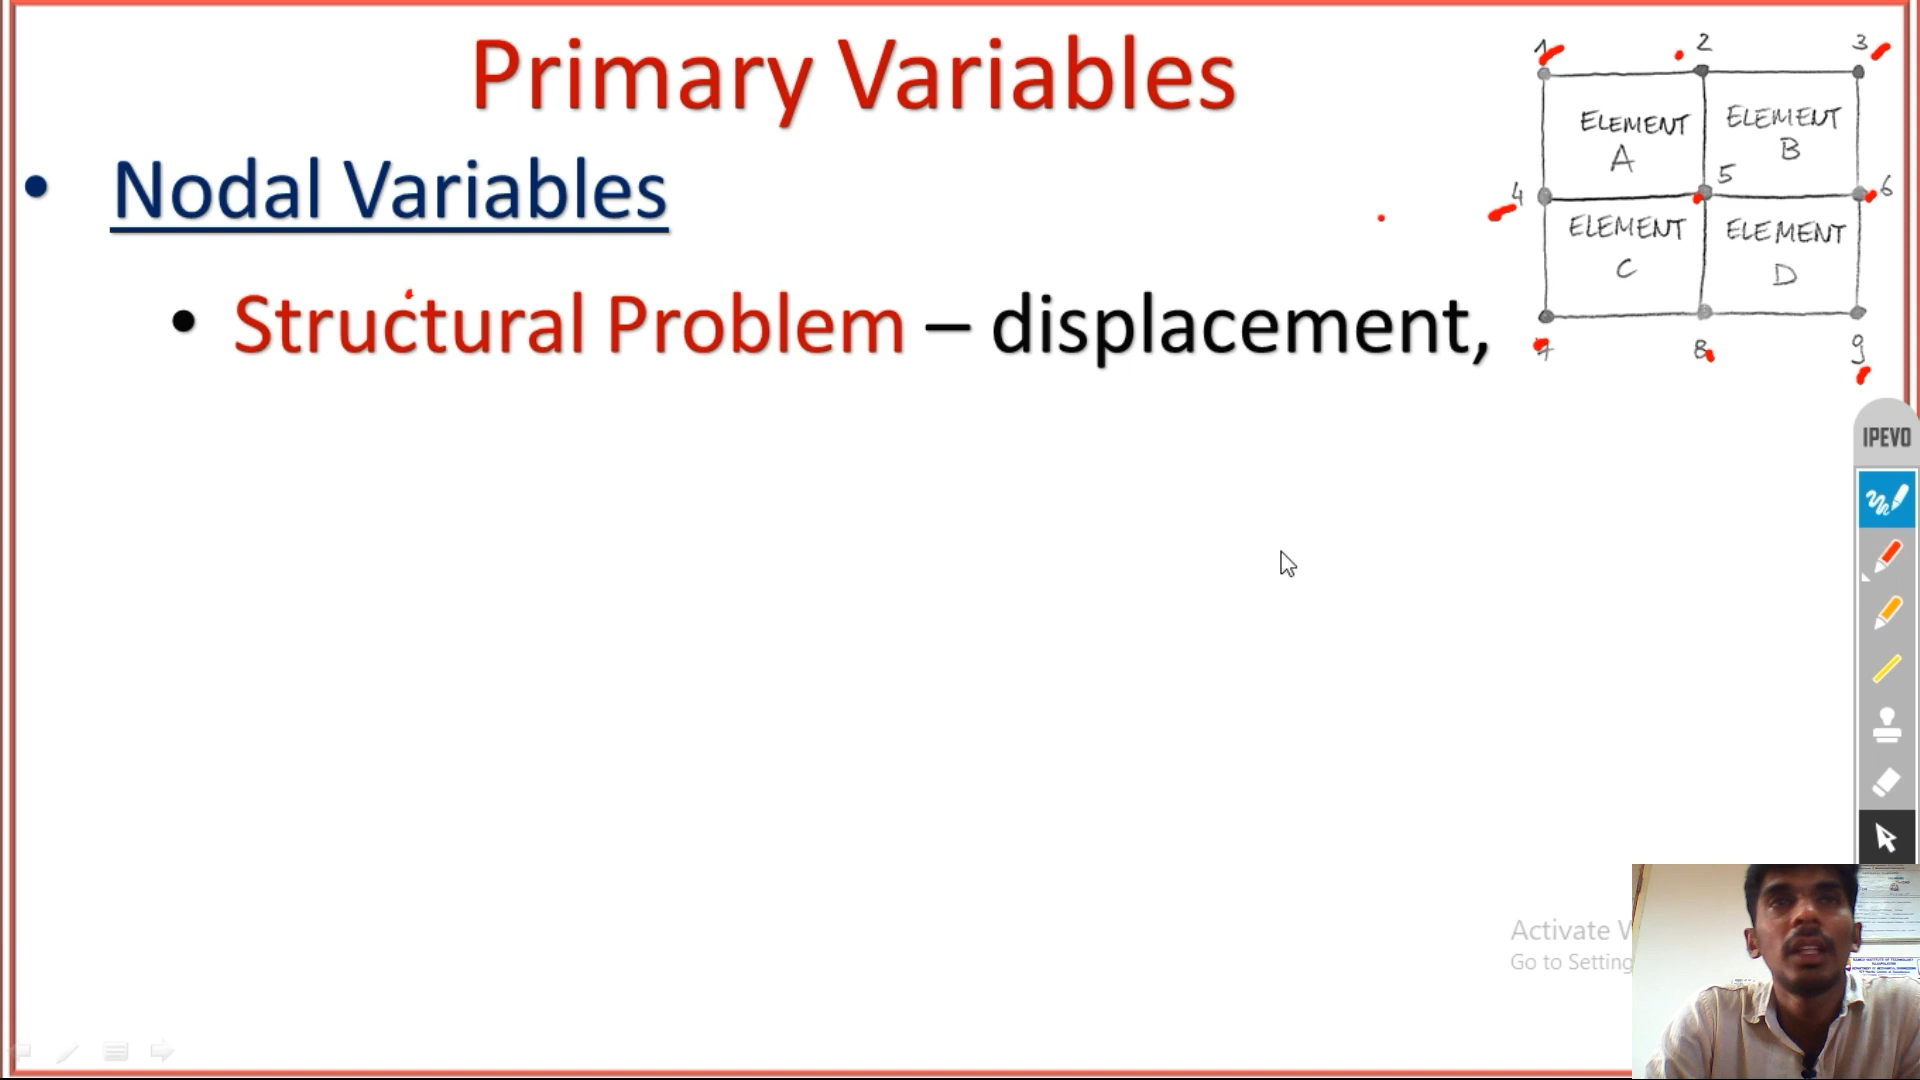 Primary Variables
• Nodal Variables
• Structural Problem – displacement,
1 2 3
ELEMENT A
ELEMENT B
4 5 6
ELEMENT C
ELEMENT D
7 8 9
IPEVO
Activate W
Go to Setting